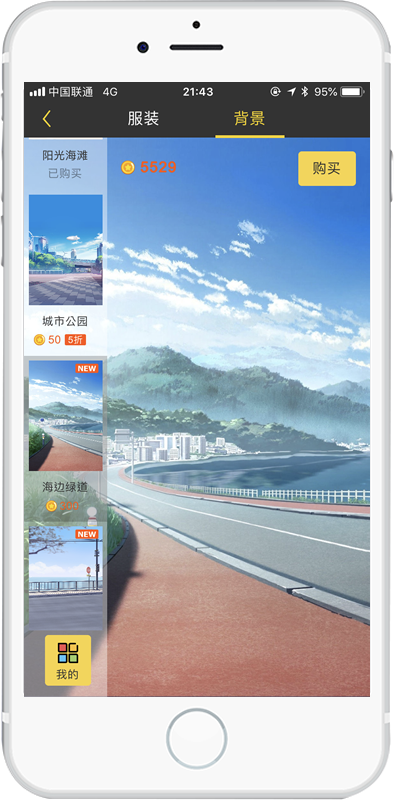 中国联通 4G 21:43 95%
服装 背景
阳光海滩
已购买
5529
购买
城市公园
50 5折
NEW
海边绿道
NEW
我的